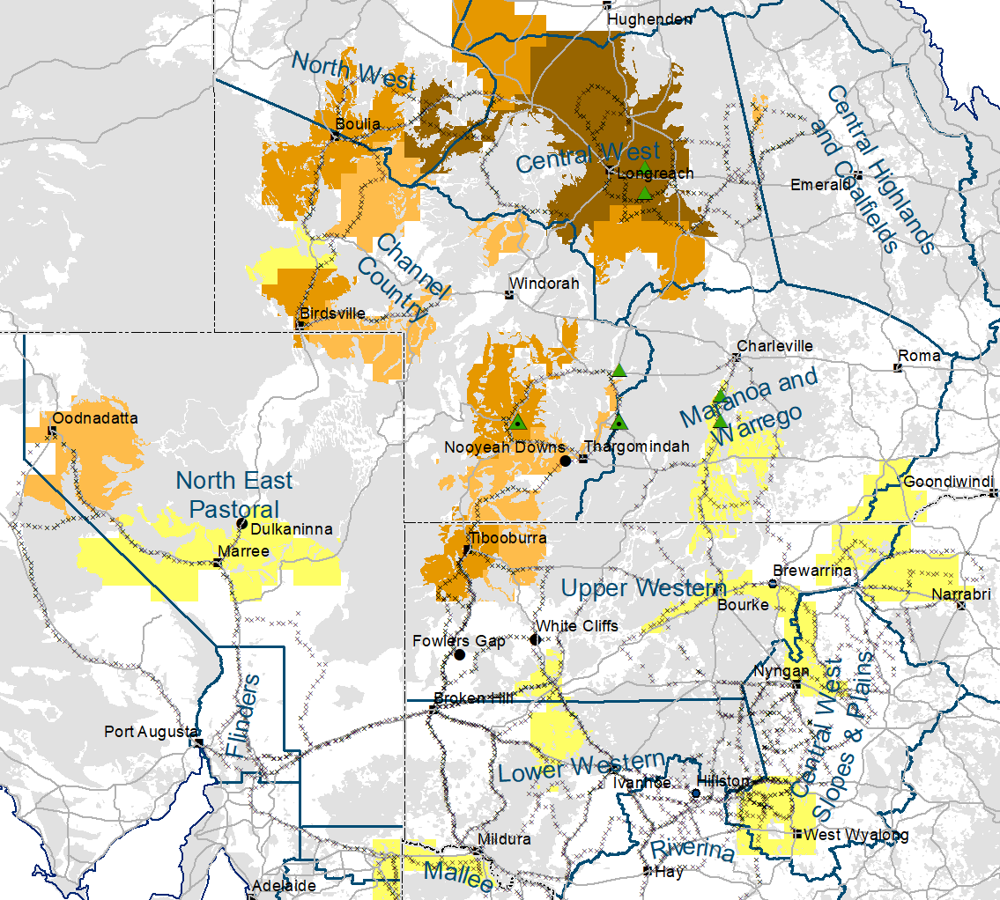 Hughenden
North West
Boulia
Central West
Longreach
Central Highlands
and Coalfields
Emerald
Channel
Country
Windorah
Birdsville
Charleville
Roma
Maranoa and
Warrego
Oodnadatta
Nooyeah Downs
Thargomindah
North East
Pastoral
Goondiwindi
Dulkaninna
Tibooburra
Marree
Upper Western
Brewarrina
Bourke
Narrabri
White Cliffs
Fowlers Gap
Nyngan
Broken Hill
Central West
Slopes & Plains
Flinders
Port Augusta
Lower Western
Ivanhoe
Hillston
West Wyalong
Mildura
Riverina
Mallee
Hay
Adelaide